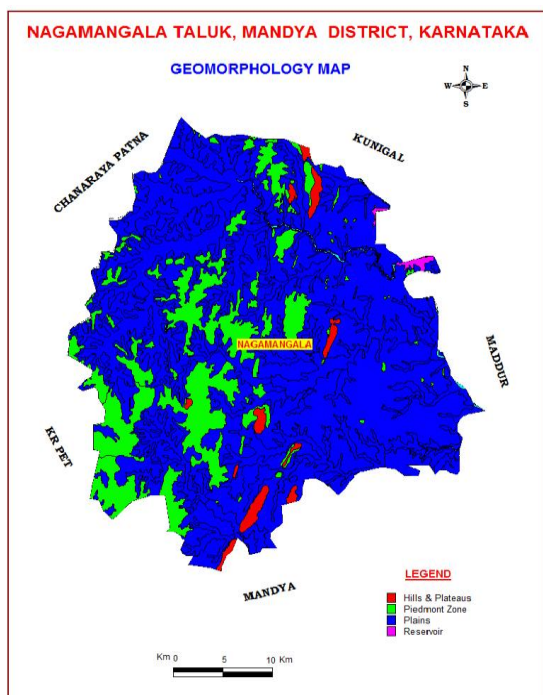 NAGAMANGALA TALUK, MANDYA DISTRICT, KARNATAKA
GEOMORPHOLOGY MAP
N
W E
S
CHANARAYA PATNA
KUNIGAL
NAGAMANGALA
MADDUR
KR PET
MANDYA
LEGEND
Hills & Plateaus
Piedmont Zone
Plains
Reservoir
Km 0 5 10 Km